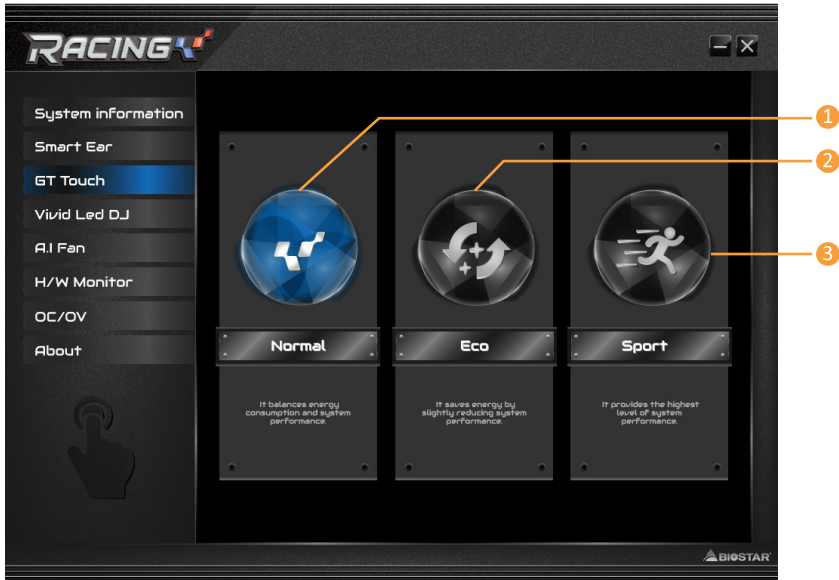 RACING
System information
Smart Ear
GT Touch
Vivid Led DJ
A.I Fan
H/W Monitor
OC/OV
About
1
2
3
Normal
Eco
Sport
It balances energy
consumption and system
performance.
It saves energy by
slightly reducing system
performance.
It provides the highest
level of system
performance.
BIOSTAR